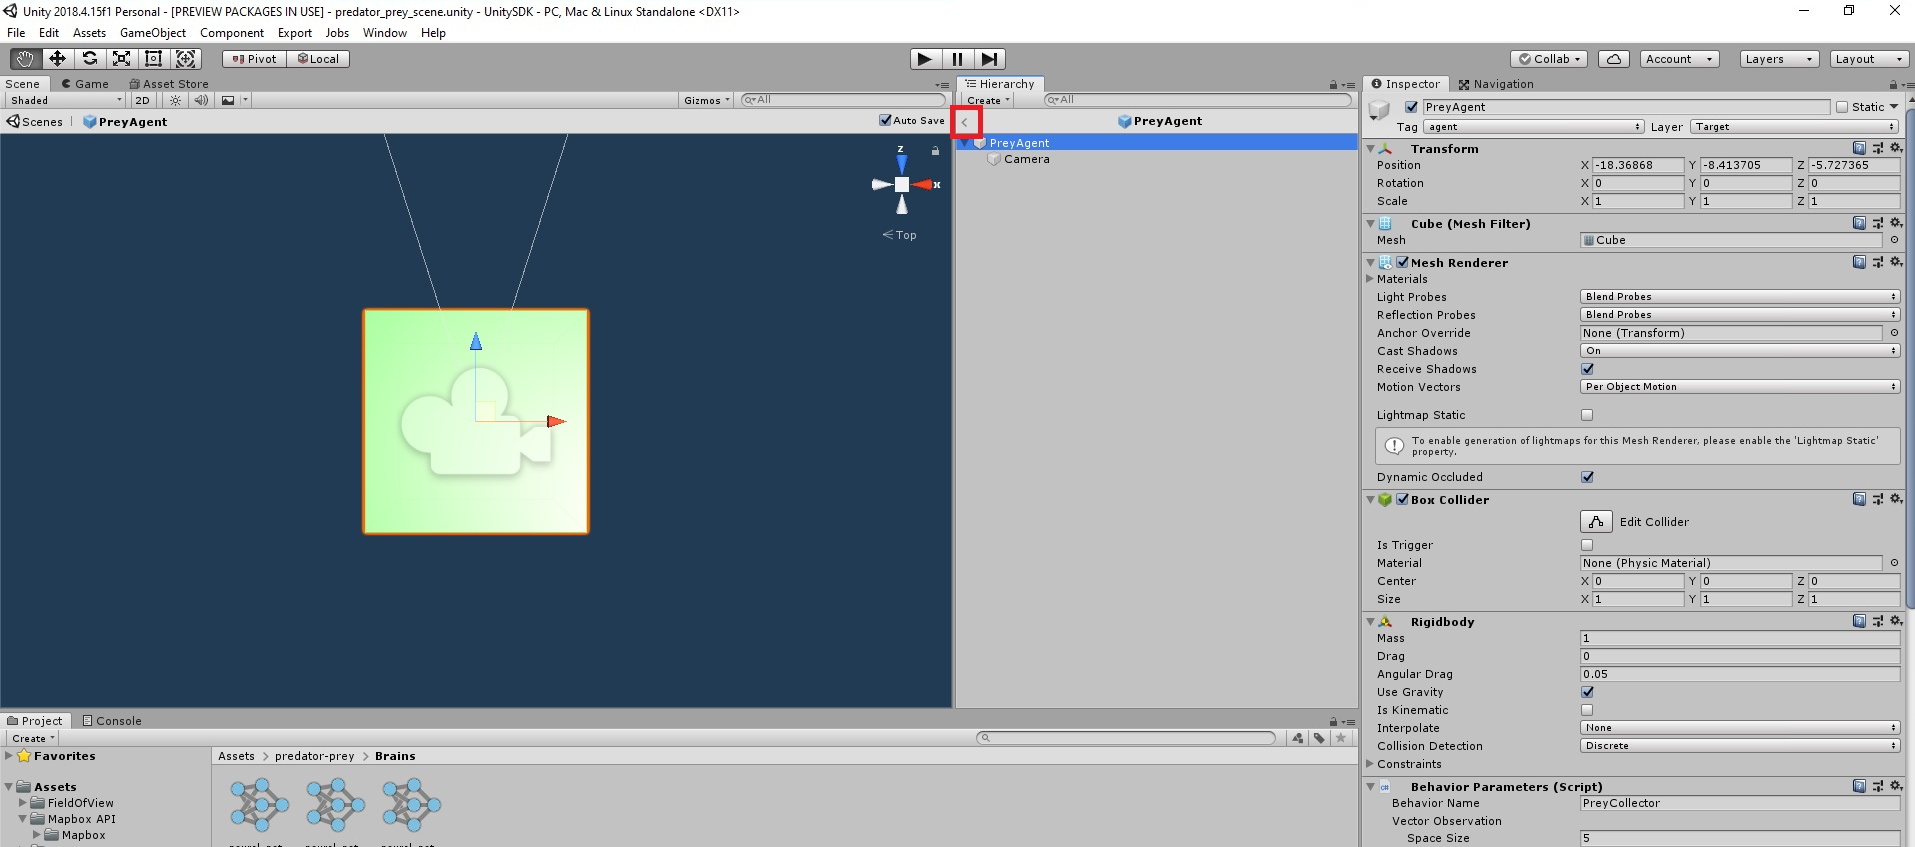 Unity 2018.4.15f1 Personal - [PREVIEW PACKAGES IN USE] - predator_prey_scene.unity - UnitySDK - PC, Mac & Linux Standalone <DX11>
File Edit Assets GameObject Component Export Jobs Window Help
Pivot Local Collab Account Layers Layout
Scene Game Asset Store
Shaded 2D Gizmos All
Scenes PreyAgent Auto Save
z
x
Top
Hierarchy
Create All
PreyAgent
PreyAgent
Camera
Inspector Navigation
PreyAgent Static
Tag agent Layer Target
Transform
Position X -18.36868 Y -8.413705 Z -5.727365
Rotation X 0 Y 0 Z 0
Scale X 1 Y 1 Z 1
Cube (Mesh Filter)
Mesh Cube
Mesh Renderer
Materials
Light Probes Blend Probes
Reflection Probes Blend Probes
Anchor Override None (Transform)
Cast Shadows On
Receive Shadows
Motion Vectors Per Object Motion
Lightmap Static
To enable generation of lightmaps for this Mesh Renderer, please enable the 'Lightmap Static'
property.
Dynamic Occluded
Box Collider
Edit Collider
Is Trigger
Material None (Physic Material)
Center X 0 Y 0 Z 0
Size X 1 Y 1 Z 1
Rigidbody
Mass 1
Drag 0
Angular Drag 0.05
Use Gravity
Is Kinematic
Interpolate None
Collision Detection Discrete
Constraints
Behavior Parameters (Script)
Behavior Name PreyCollector
Vector Observation
Space Size 5
Project Console
Create
Favorites
Assets
FieldOfView
Mapbox API
Mapbox
Assets > predator-prey > Brains